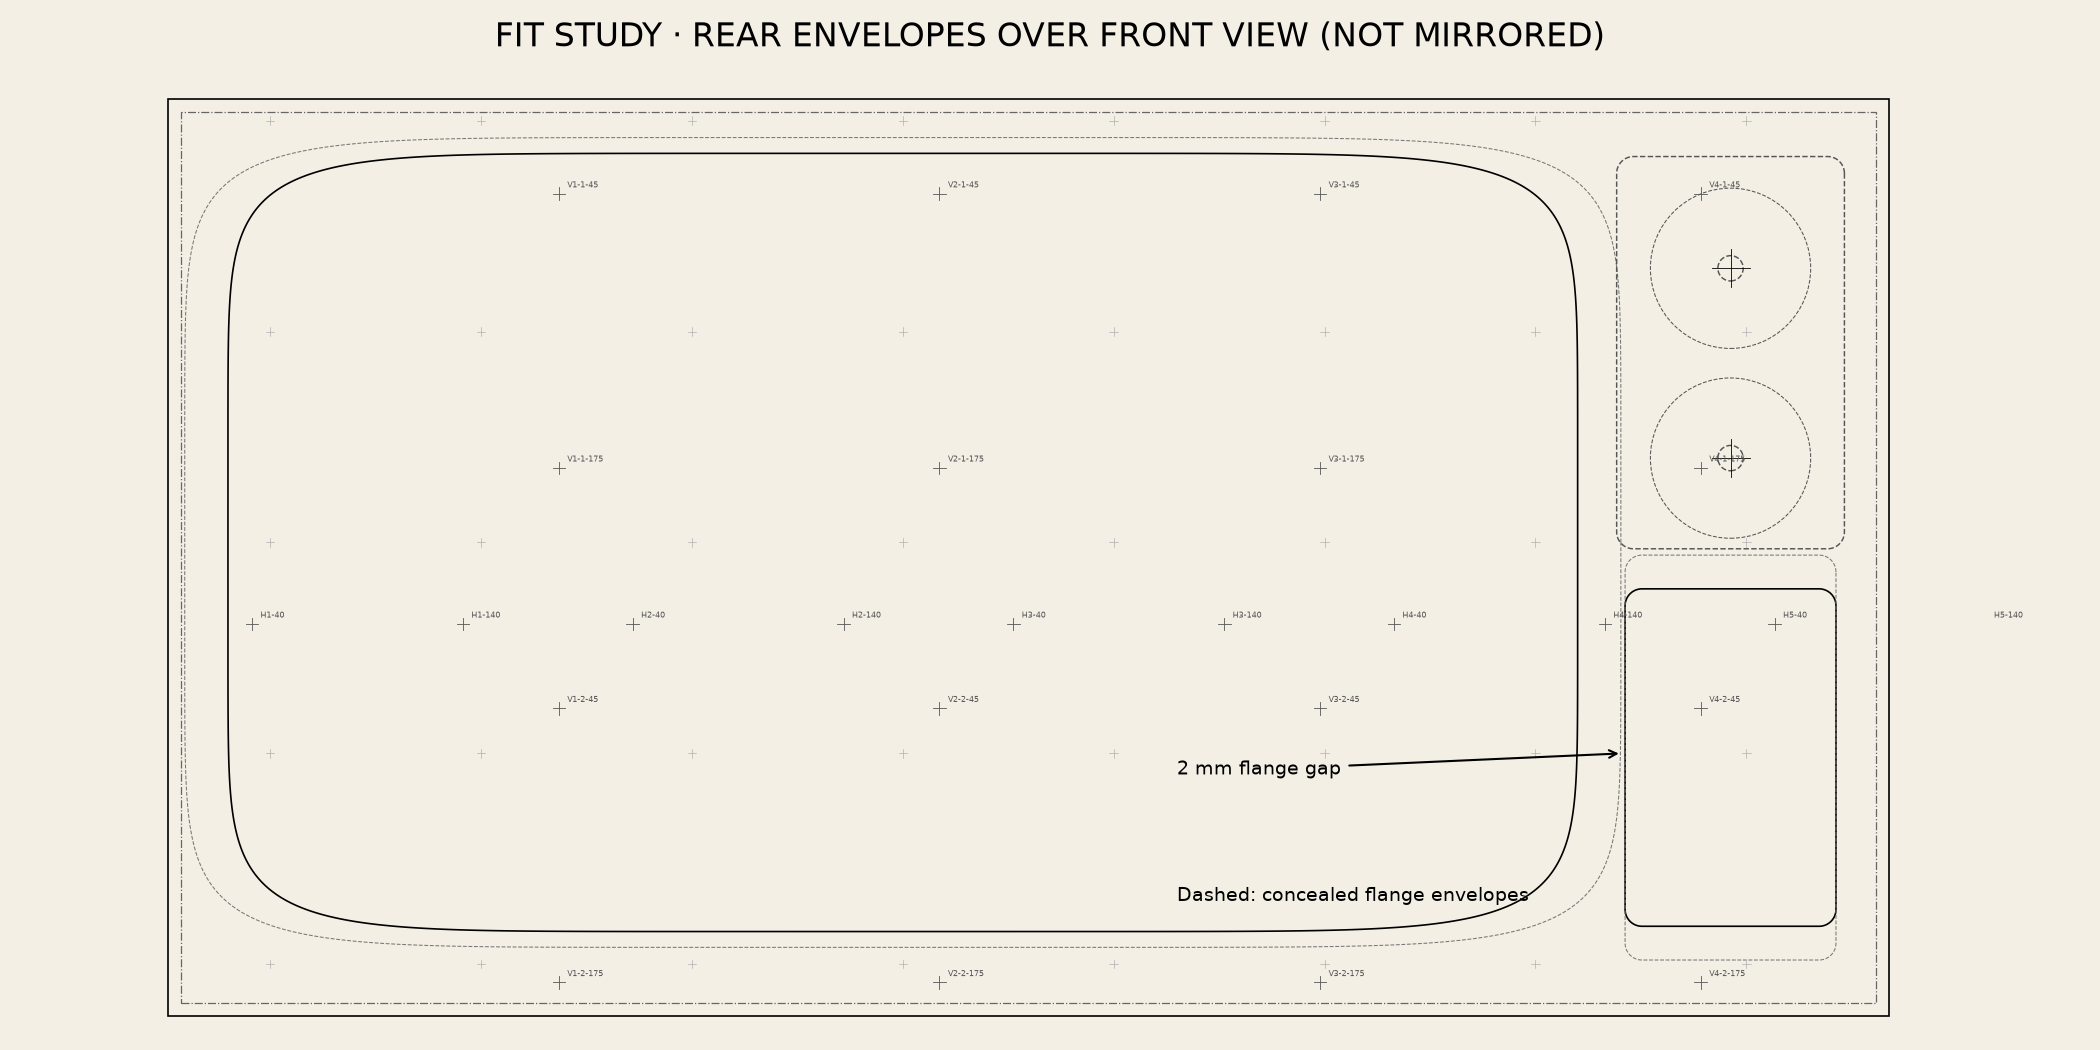 FIT STUDY · REAR ENVELOPES OVER FRONT VIEW (NOT MIRRORED)
V1-1-45
V2-1-45
V3-1-45
V4-1-45
V1-1-175
V2-1-175
V3-1-175
H1-40
H1-140
H2-40
H2-140
H3-40
H3-140
H4-40
H4-140
H5-40
H5-140
V1-2-45
V2-2-45
V3-2-45
V4-2-45
2 mm flange gap
Dashed: concealed flange envelopes
V1-2-175
V2-2-175
V3-2-175
V4-2-175